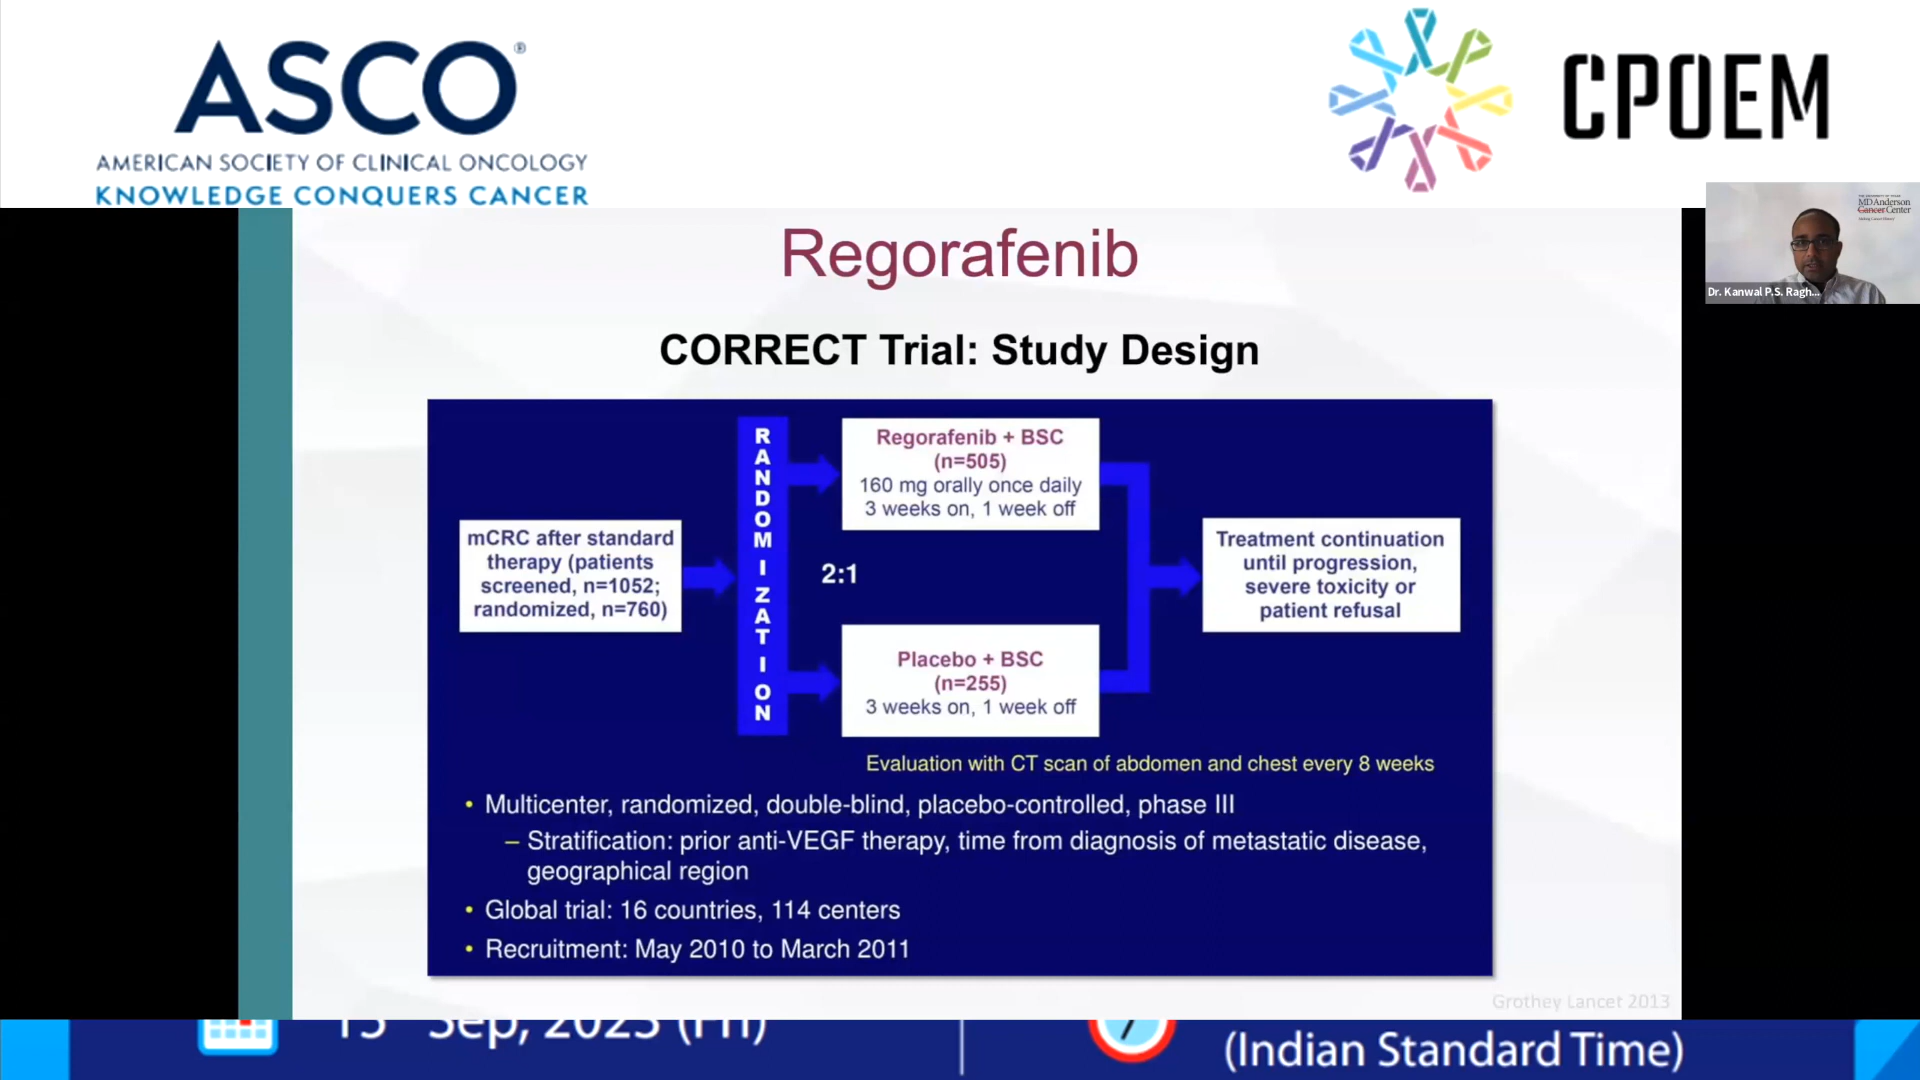 ASCO®
AMERICAN SOCIETY OF CLINICAL ONCOLOGY
KNOWLEDGE CONQUERS CANCER
CPOEM
MDAnderson
Cancer Center
Dr. Kanwal P.S. Ragh...
Regorafenib
CORRECT Trial: Study Design
mCRC after standard
therapy (patients
screened, n=1052;
randomized, n=760)
RANDOMIZATION
2:1
Regorafenib + BSC
(n=505)
160 mg orally once daily
3 weeks on, 1 week off
Placebo + BSC
(n=255)
3 weeks on, 1 week off
Treatment continuation
until progression,
severe toxicity or
patient refusal
Evaluation with CT scan of abdomen and chest every 8 weeks
• Multicenter, randomized, double-blind, placebo-controlled, phase III
– Stratification: prior anti-VEGF therapy, time from diagnosis of metastatic disease,
geographical region
• Global trial: 16 countries, 114 centers
• Recruitment: May 2010 to March 2011
Grothey Lancet 2013
Sep, 2023 (Fri)
(Indian Standard Time)